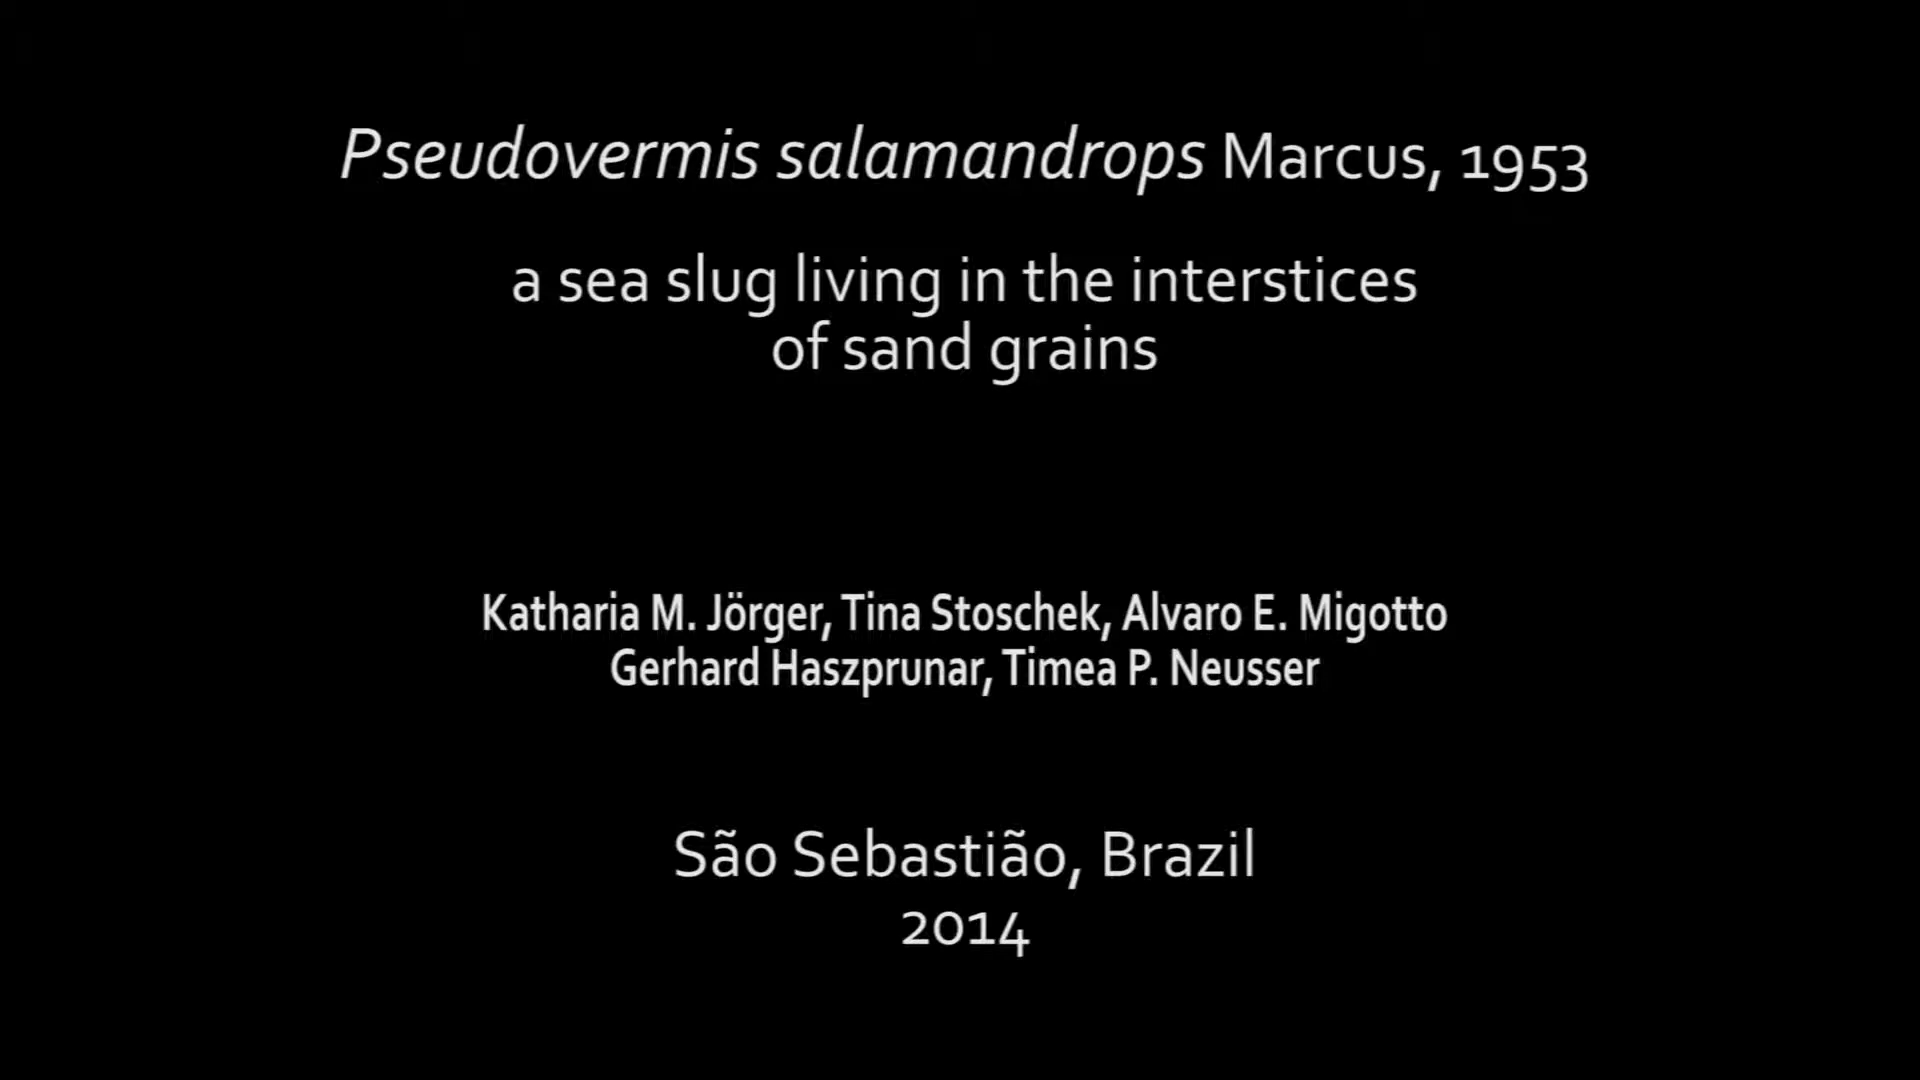 Pseudovermis salamandrops Marcus, 1953
a sea slug living in the interstices
of sand grains
Katharia M. Jörger, Tina Stoschek, Alvaro E. Migotto
Gerhard Haszprunar, Timea P. Neusser
São Sebastião, Brazil
2014